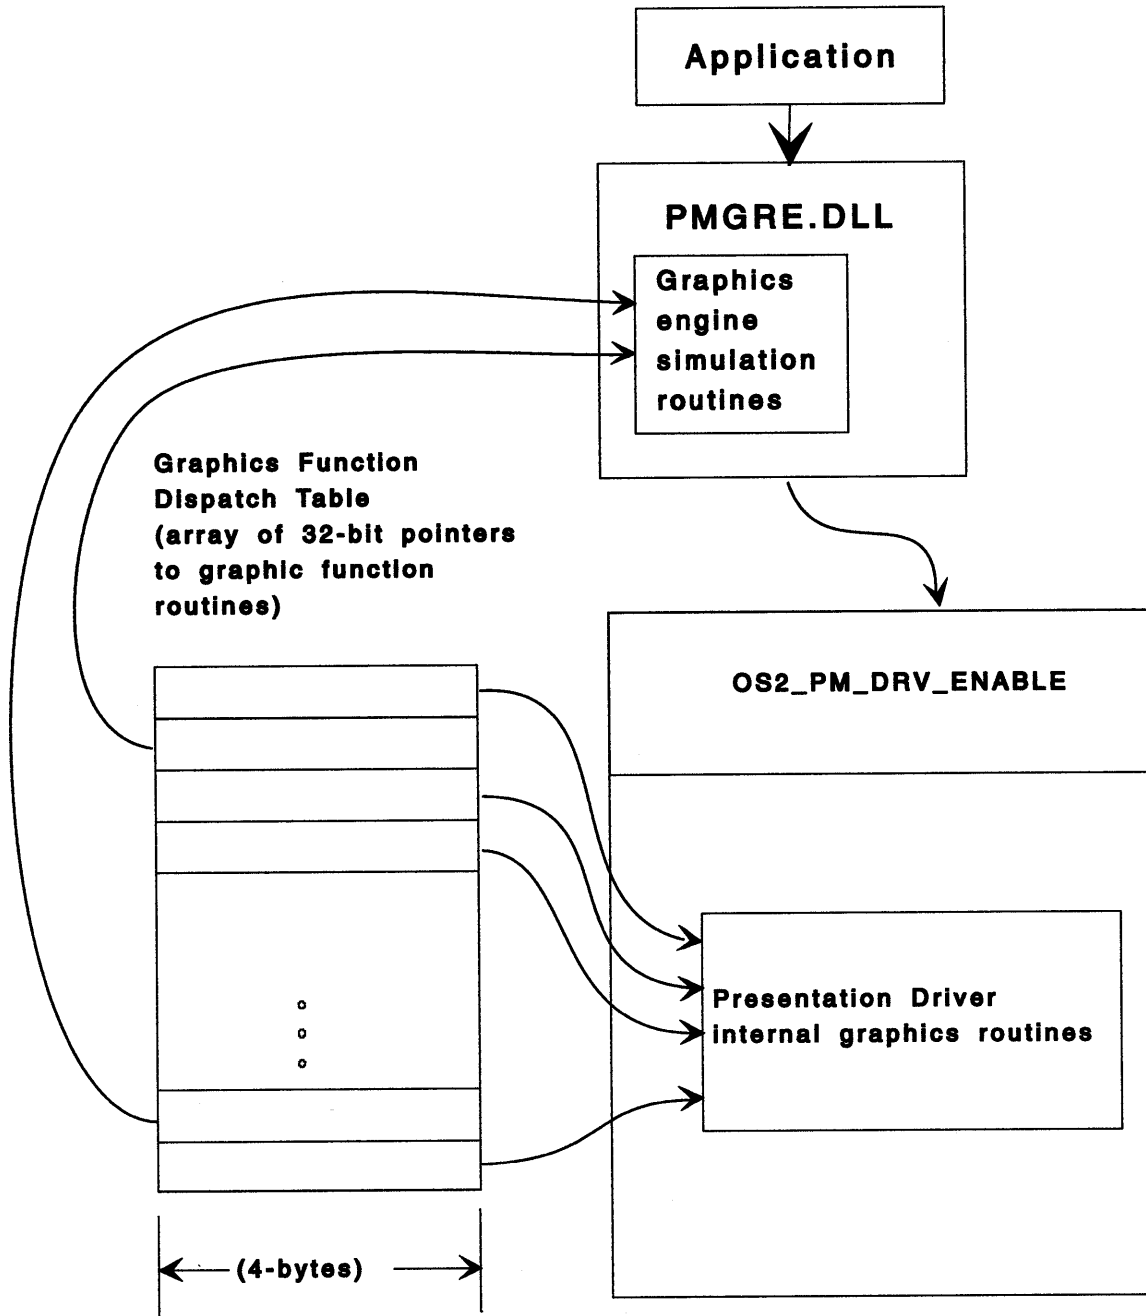 Application
PMGRE.DLL
Graphics
engine
simulation
routines
Graphics Function
Dispatch Table
(array of 32-bit pointers
to graphic function
routines)
OS2_PM_DRV_ENABLE
Presentation Driver
internal graphics routines
(4-bytes)